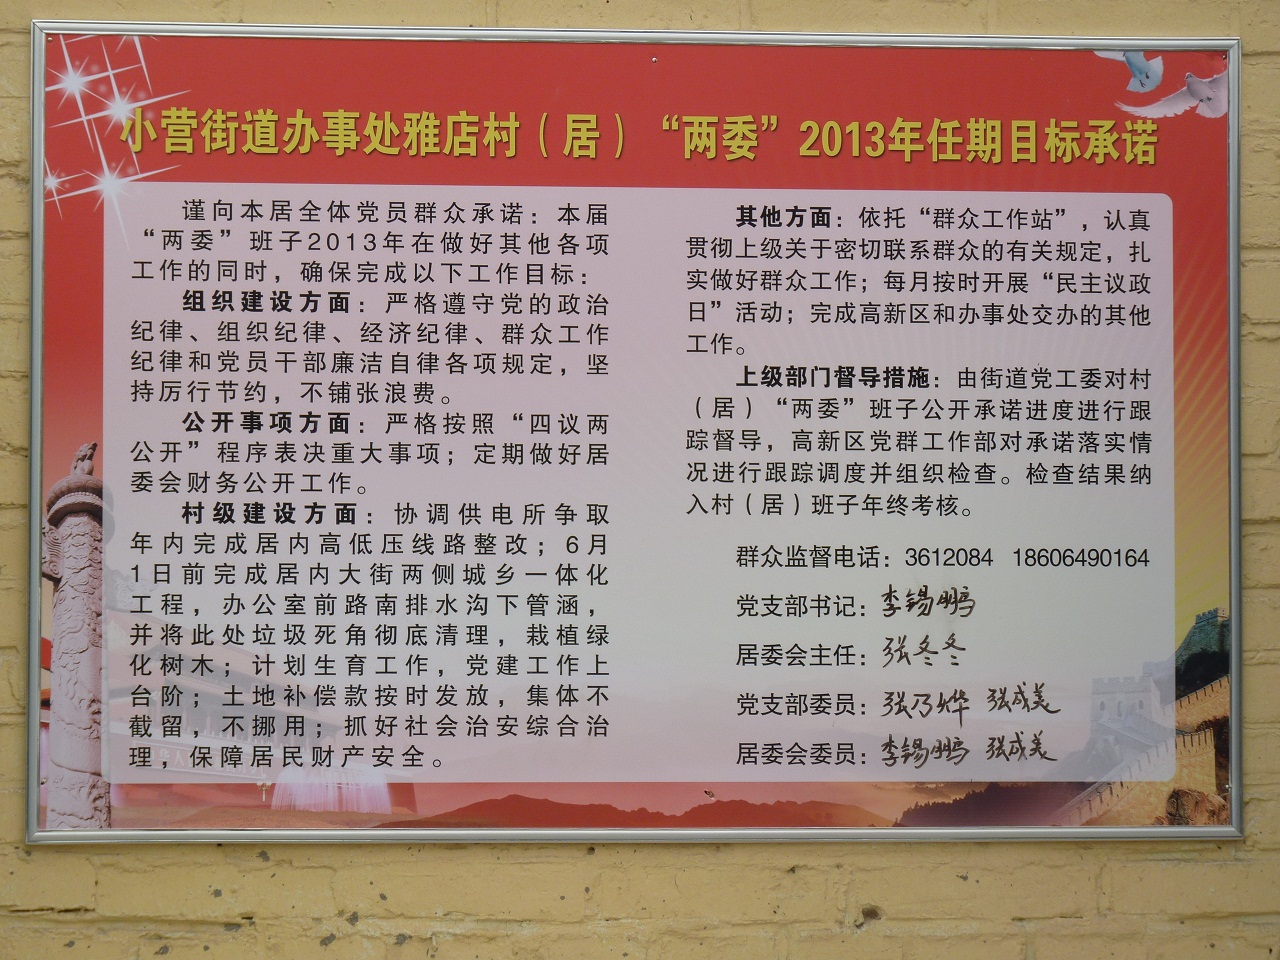 小营街道办事处雅店村（居）“两委”2013年任期目标承诺
谨向本居全体党员群众承诺：本届
“两委”班子2013年在做好其他各项
工作的同时，确保完成以下工作目标：
组织建设方面：严格遵守党的政治
纪律、组织纪律、经济纪律、群众工作
纪律和党员干部廉洁自律各项规定，坚
持厉行节约，不铺张浪费。
公开事项方面：严格按照“四议两
公开”程序表决重大事项；定期做好居
委会财务公开工作。
村级建设方面：协调供电所争取
年内完成居内高低压线路整改；6月
1日前完成居内大街两侧城乡一体化
工程，办公室前路南排水沟下管涵，
并将此处垃圾死角彻底清理，栽植绿
化树木；计划生育工作，党建工作上
台阶；土地补偿款按时发放，集体不
截留，不挪用；抓好社会治安综合治
理，保障居民财产安全。
其他方面：依托“群众工作站”，认真
贯彻上级关于密切联系群众的有关规定，扎
实做好群众工作；每月按时开展“民主议政
日”活动；完成高新区和办事处交办的其他
工作。
上级部门督导措施：由街道党工委对村
（居）“两委”班子公开承诺进度进行跟
踪督导，高新区党群工作部对承诺落实情
况进行跟踪调度并组织检查。检查结果纳
入村（居）班子年终考核。
群众监督电话：3612084 18606490164
党支部书记：李锡鹏
居委会主任：张冬冬
党支部委员：张乃烨 张成美
居委会委员：李锡鹏 张成美